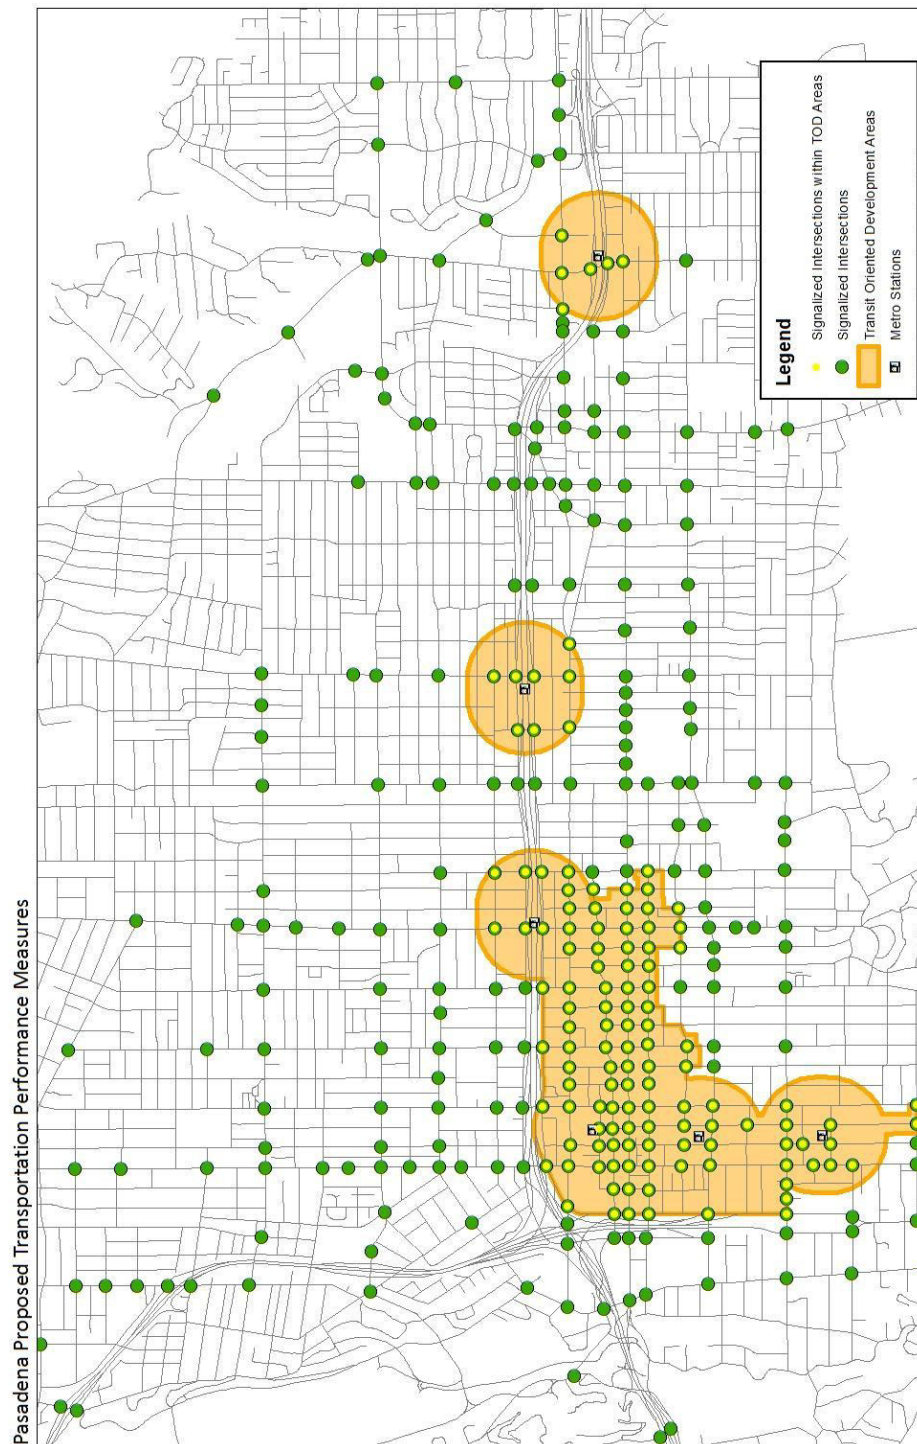 Pasadena Proposed Transportation Performance Measures
Legend
Signalized Intersections within TOD Areas
Signalized Intersections
Transit Oriented Development Areas
Metro Stations